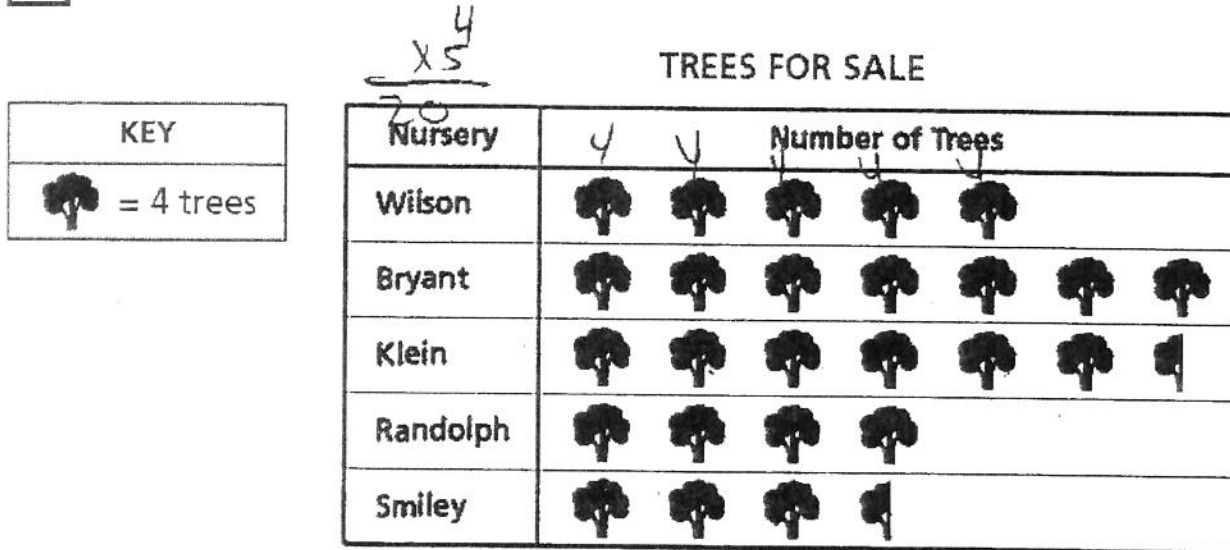 4
x 5
20
TREES FOR SALE
KEY
= 4 trees
Nursery
Number of Trees
4 4 4 4 4
Wilson
Bryant
Klein
Randolph
Smiley